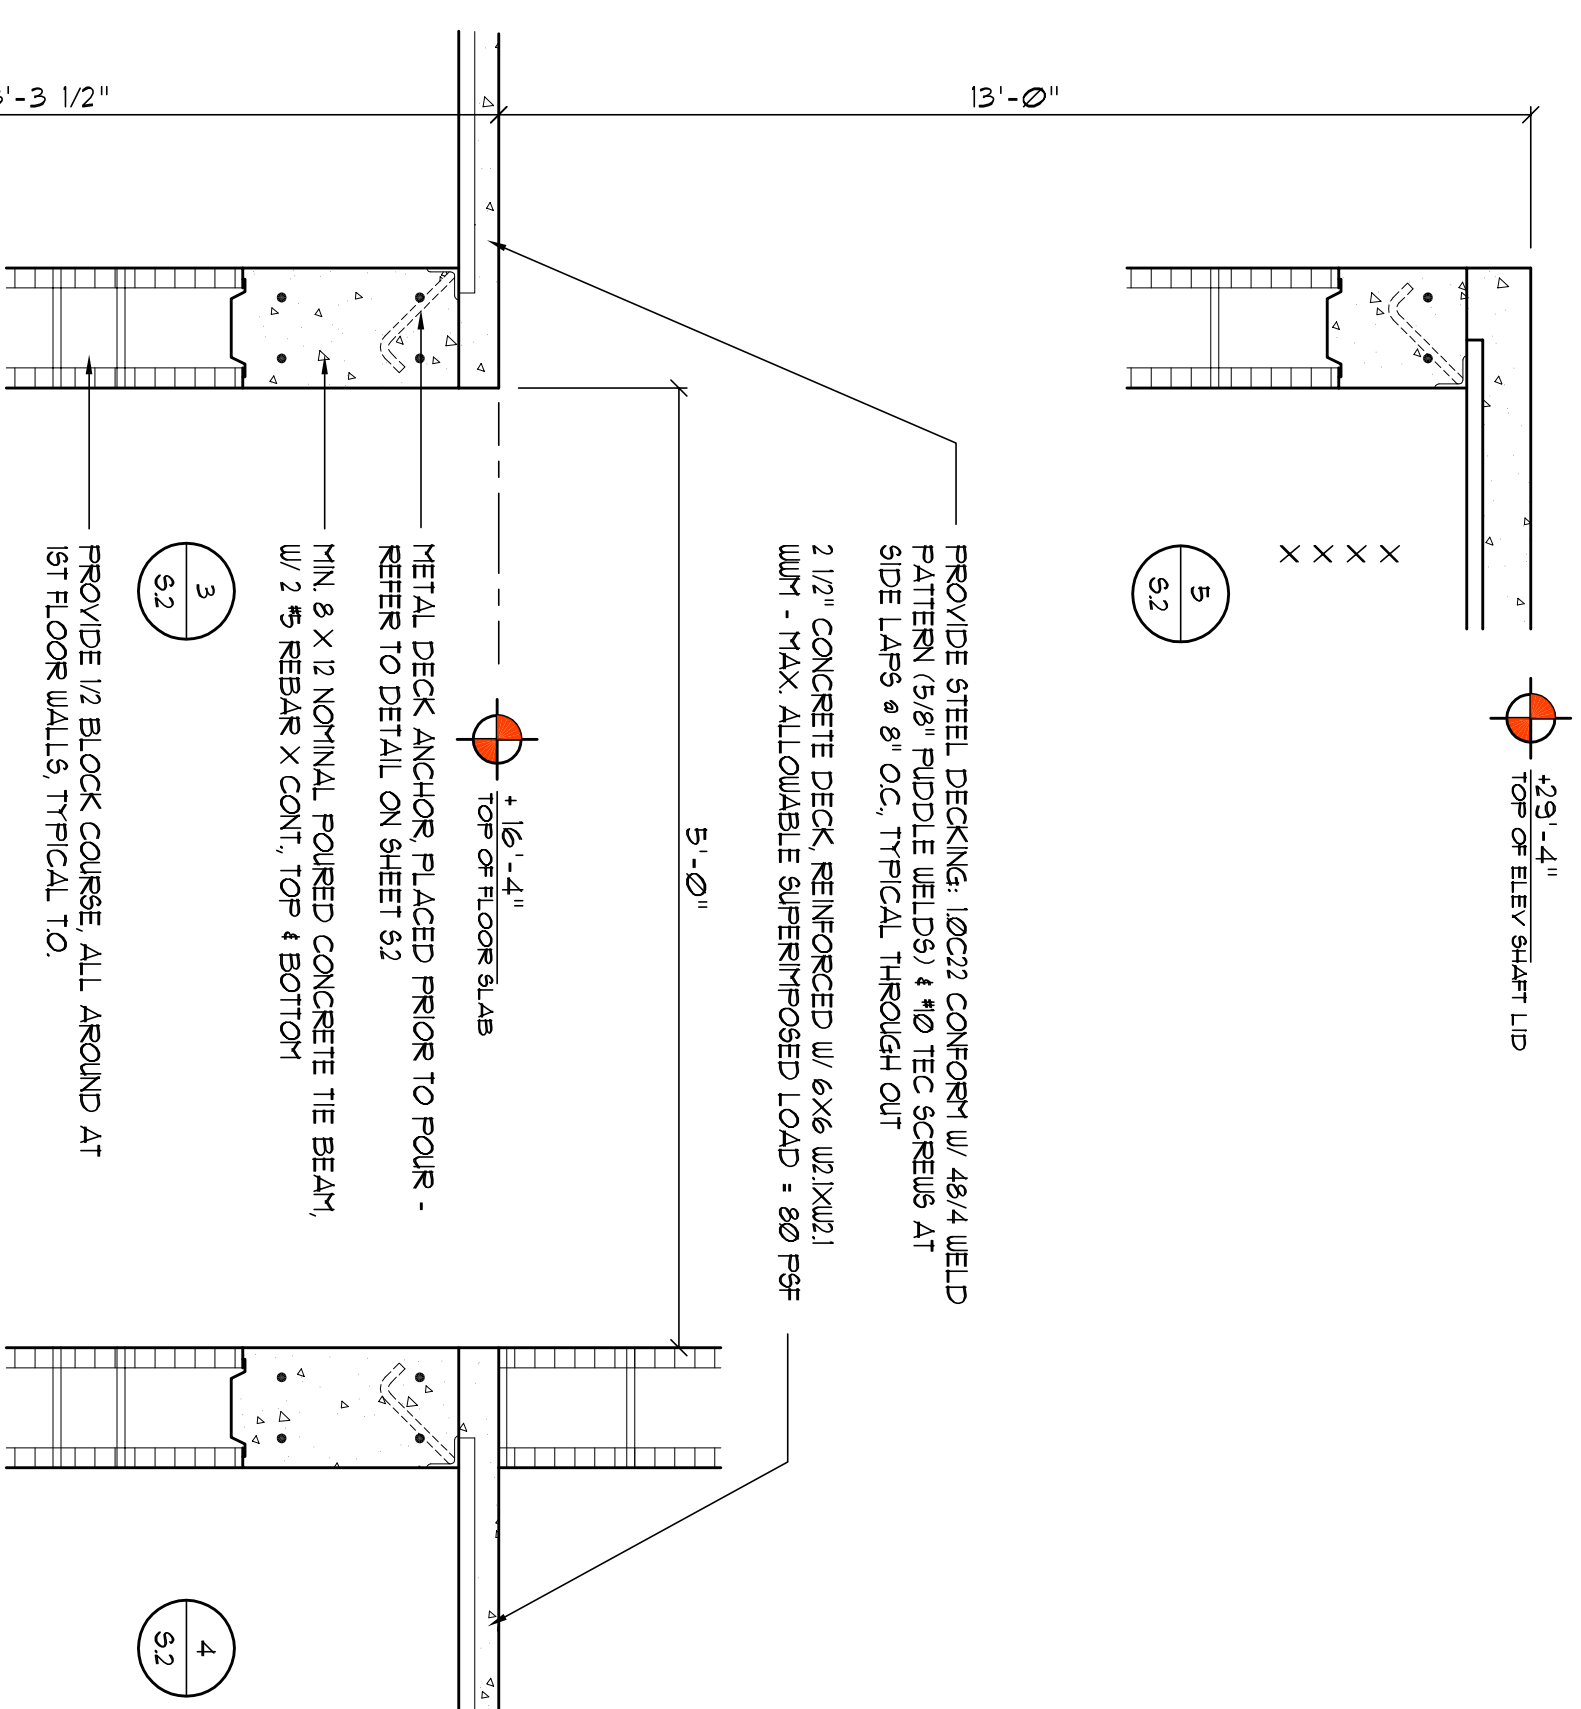 +29'-4"
TOP OF ELEV SHAFT LID
13'-0"
X X X X
5
S.2
PROVIDE STEEL DECKING: 1.0C22 CONFORM W/ 48/4 WELD
PATTERN (5/8" PUDDLE WELDS) & #10 TEC SCREWS AT
SIDE LAPS @ 8" O.C., TYPICAL THROUGH OUT
2 1/2" CONCRETE DECK, REINFORCED W/ 6X6 W2.1XW2.1
WWM - MAX. ALLOWABLE SUPERIMPOSED LOAD = 80 PSF
5'-0"
+ 16'-4"
TOP OF FLOOR SLAB
METAL DECK ANCHOR, PLACED PRIOR TO POUR -
REFER TO DETAIL ON SHEET S.2
MIN. 8 X 12 NOMINAL POURED CONCRETE TIE BEAM,
W/ 2 #5 REBAR X CONT., TOP & BOTTOM
3
S.2
4
S.2
PROVIDE 1/2 BLOCK COURSE, ALL AROUND AT
1ST FLOOR WALLS, TYPICAL T.O.
'-3 1/2"